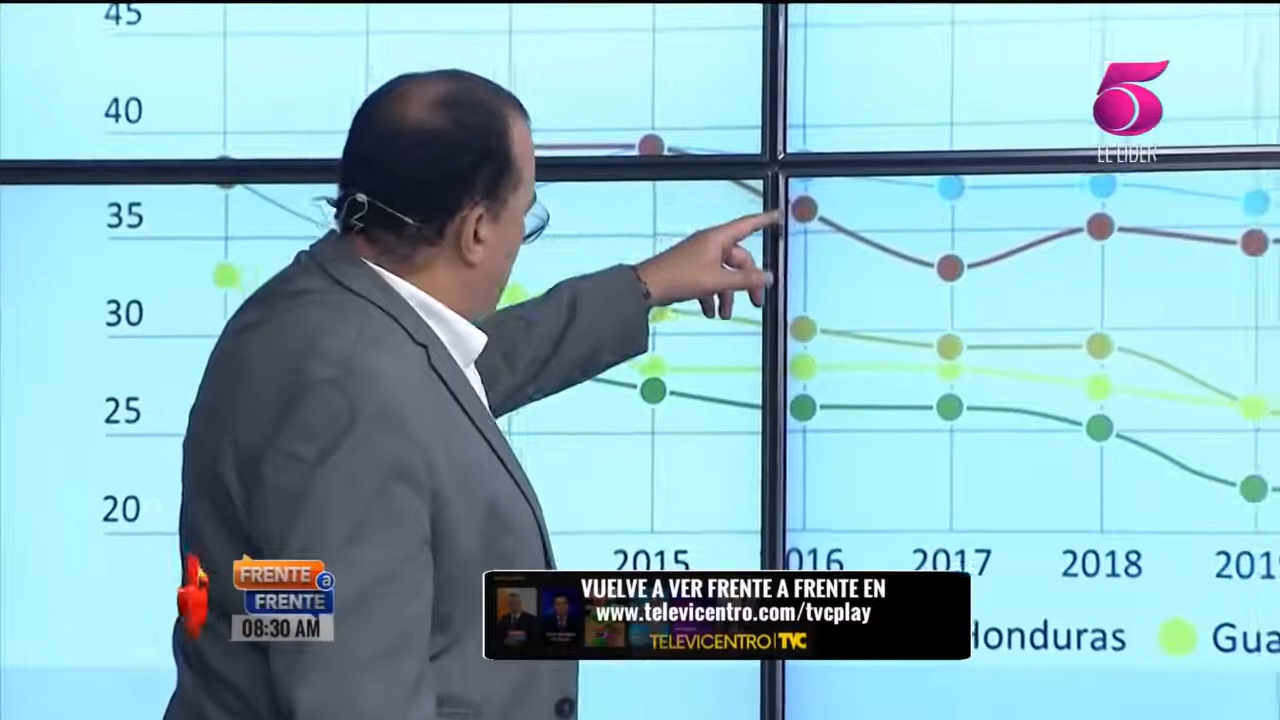 45
40
35
30
25
20
5
EL LIDER
2015
016
2017
2018
2019
Honduras
Gua
FRENTE a
FRENTE
08:30 AM
VUELVE A VER FRENTE A FRENTE EN
www.televicentro.com/tvcplay
TELEVICENTRO TVC